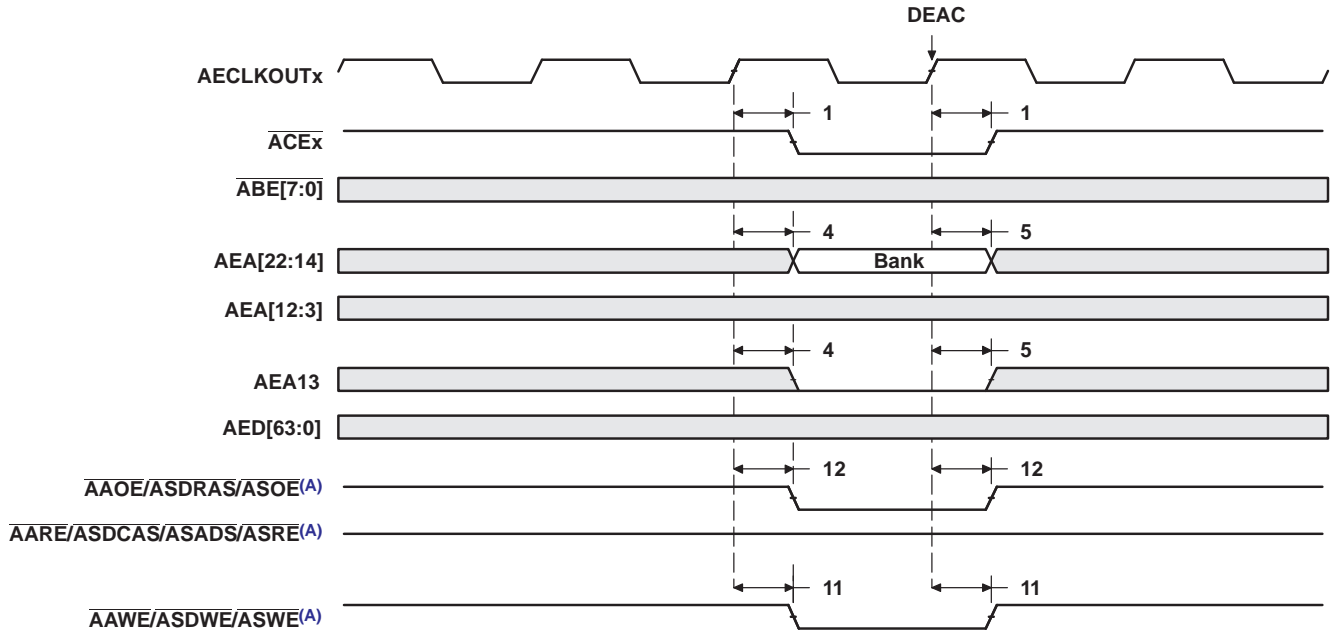 DEAC
AECLKOUTx
1 1
ACEx
ABE[7:0]
4 5
AEA[22:14] Bank
AEA[12:3]
4 5
AEA13
AED[63:0]
12 12
AAOE/ASDRAS/ASOE(A)
AARE/ASDCAS/ASADS/ASRE(A)
11 11
AAWE/ASDWE/ASWE(A)